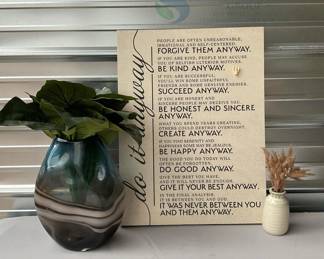 do it anyway
PEOPLE ARE OFTEN UNREASONABLE,
IRRATIONAL AND SELF-CENTERED.
FORGIVE THEM ANYWAY.
IF YOU ARE KIND, PEOPLE MAY ACCUSE
YOU OF SELFISH ULTERIOR MOTIVES.
BE KIND ANYWAY.
IF YOU ARE SUCCESSFUL,
YOU'LL WIN SOME UNFAITHFUL
FRIENDS AND SOME GENUINE ENEMIES.
SUCCEED ANYWAY.
IF YOU ARE HONEST AND
SINCERE PEOPLE MAY DECEIVE YOU.
BE HONEST AND SINCERE
ANYWAY.
WHAT YOU SPEND YEARS CREATING,
OTHERS COULD DESTROY OVERNIGHT.
CREATE ANYWAY.
IF YOU FIND SERENITY AND
HAPPINESS SOME MAY BE JEALOUS.
BE HAPPY ANYWAY.
THE GOOD YOU DO TODAY WILL
OFTEN BE FORGOTTEN.
DO GOOD ANYWAY.
GIVE THE BEST YOU HAVE,
AND IT WILL NEVER BE ENOUGH.
GIVE IT YOUR BEST ANYWAY.
IN THE FINAL ANALYSIS,
IT IS BETWEEN YOU AND GOD.
IT WAS NEVER BETWEEN YOU
AND THEM ANYWAY.